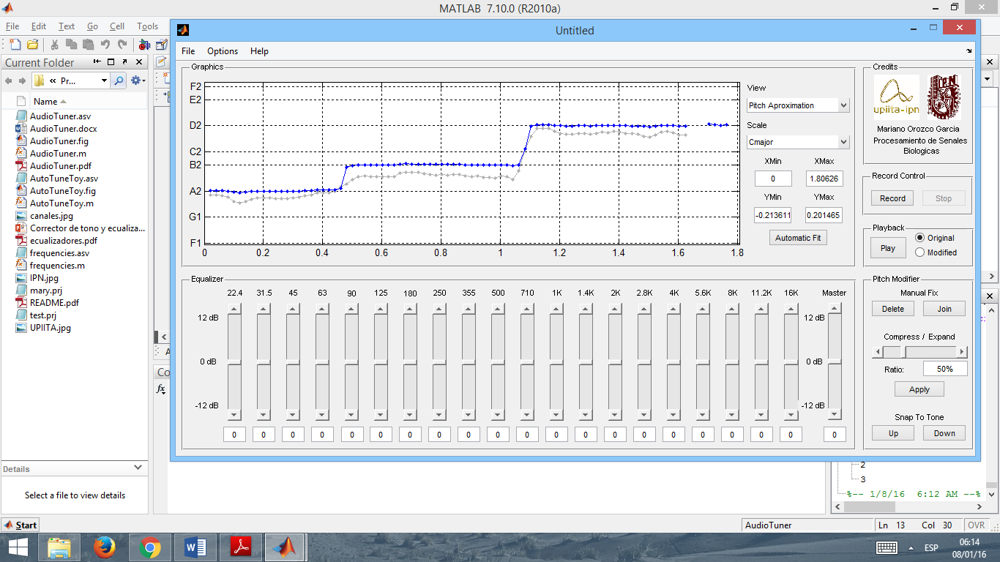 MATLAB 7.10.0 (R2010a)
File Edit Text Go Cell Tools
Current Folder
« Pr...
Name
AudioTuner.asv
AudioTuner.docx
AudioTuner.fig
AudioTuner.m
AudioTuner.pdf
AutoTuneToy.asv
AutoTuneToy.fig
AutoTuneToy.m
canales.jpg
Corrector de tono y ecualiza...
ecualizadores.pdf
frequencies.asv
frequencies.m
IPN.jpg
mary.prj
README.pdf
test.prj
UPIITA.jpg
Details
Select a file to view details
Start
Untitled
File Options Help
Graphics
F2
E2
D2
C2
B2
A2
G1
F1
0 0.2 0.4 0.6 0.8 1 1.2 1.4 1.6 1.8
View
Pitch Aproximation
Scale
Cmajor
XMin XMax
0 1.80626
YMin YMax
-0.213611 0.201465
Automatic Fit
Equalizer
22.4 31.5 45 63 90 125 180 250 355 500 710 1K 1.4K 2K 2.8K 4K 5.6K 8K 11.2K 16K Master
12 dB 12 dB
0 dB 0 dB
-12 dB -12 dB
0 0 0 0 0 0 0 0 0 0 0 0 0 0 0 0 0 0 0 0 0
Credits
upiita-ipn
IPN
Mariano Orozco Garcia
Procesamiento de Senales
Biologicas
Record Control
Record Stop
Playback
Play
Original
Modified
Pitch Modifier
Manual Fix
Delete Join
Compress / Expand
Ratio: 50%
Apply
Snap To Tone
Up Down
Co
fx
2
3
%-- 1/8/16 6:12 AM --%
AudioTuner
Ln 13 Col 30 OVR
ESP
06:14
08/01/16